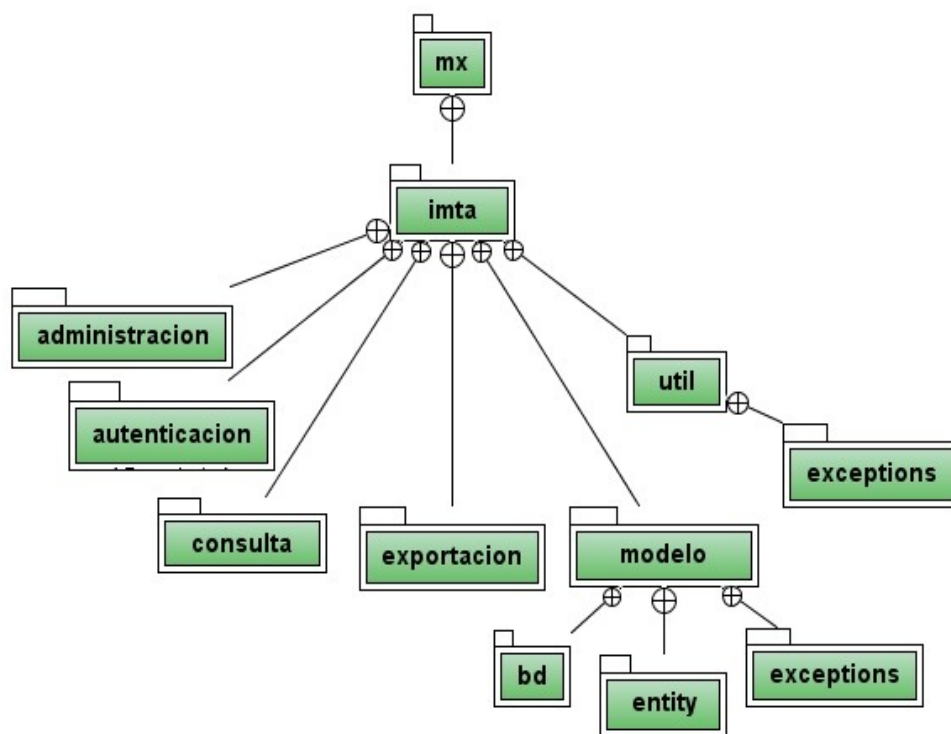 mx
imta
administracion
autenticacion
util
exceptions
consulta
exportacion
modelo
bd
entity
exceptions